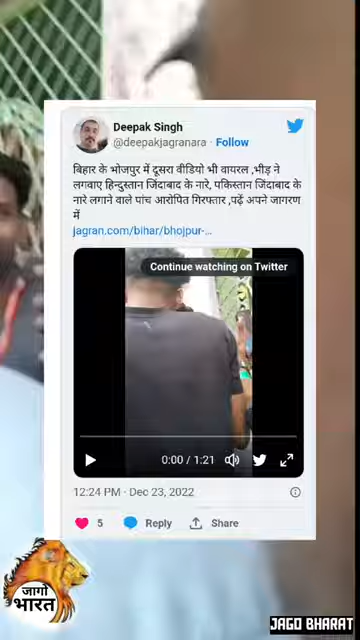 Deepak Singh
@deepakjagranara · Follow
बिहार के भोजपुर में दूसरा वीडियो भी वायरल ,भीड़ ने
लगवाए हिन्दुस्तान जिंदाबाद के नारे, पकिस्तान जिंदाबाद के
नारे लगाने वाले पांच आरोपित गिरफ्तार ,पढ़ें अपने जागरण
में
jagran.com/bihar/bhojpur-...
Continue watching on Twitter
0:00 / 1:21
12:24 PM · Dec 23, 2022
5 Reply Share
जागो
भारत
JAGO BHARAT